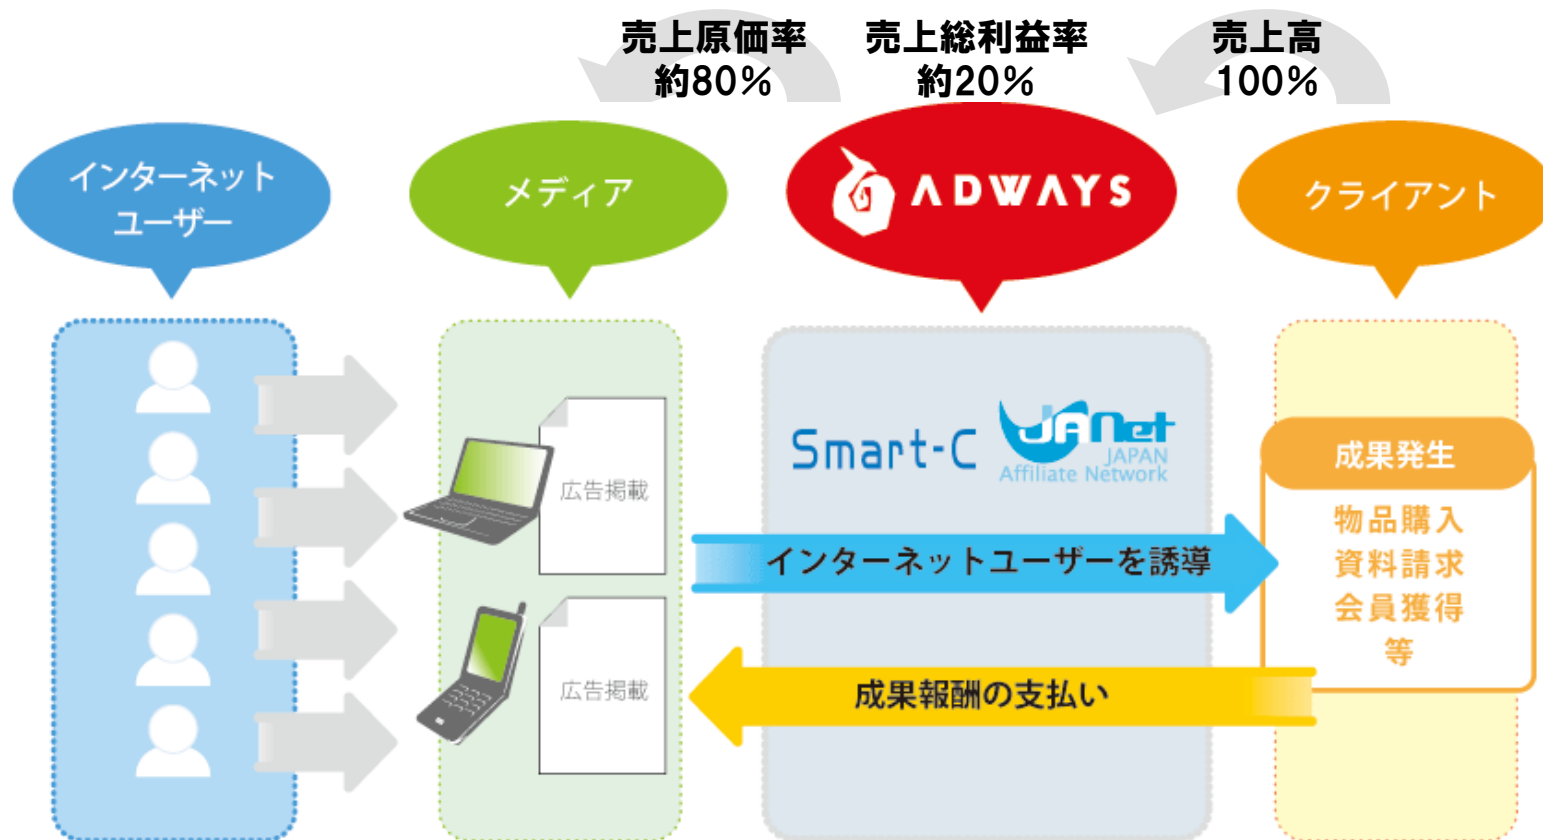 売上原価率
約80%
売上総利益率
約20%
売上高
100%
インターネット
ユーザー
メディア
ADWAYS
クライアント
Smart-C
JANet
JAPAN
Affiliate Network
広告掲載
成果発生
物品購入
資料請求
会員獲得
等
インターネットユーザーを誘導
広告掲載
成果報酬の支払い